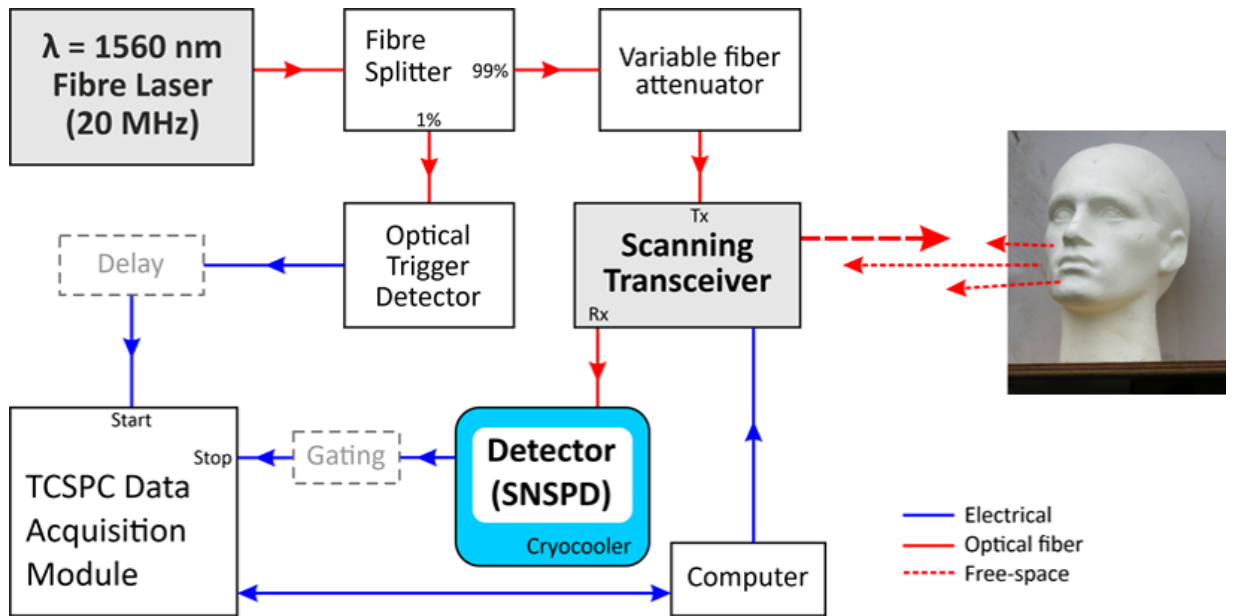 λ = 1560 nm
Fibre Laser
(20 MHz)
Fibre
Splitter
99%
1%
Variable fiber
attenuator
Delay
Optical
Trigger
Detector
Tx
Scanning
Transceiver
Rx
Start
Stop
TCSPC Data
Acquisition
Module
Gating
Detector
(SNSPD)
Cryocooler
Computer
Electrical
Optical fiber
Free-space